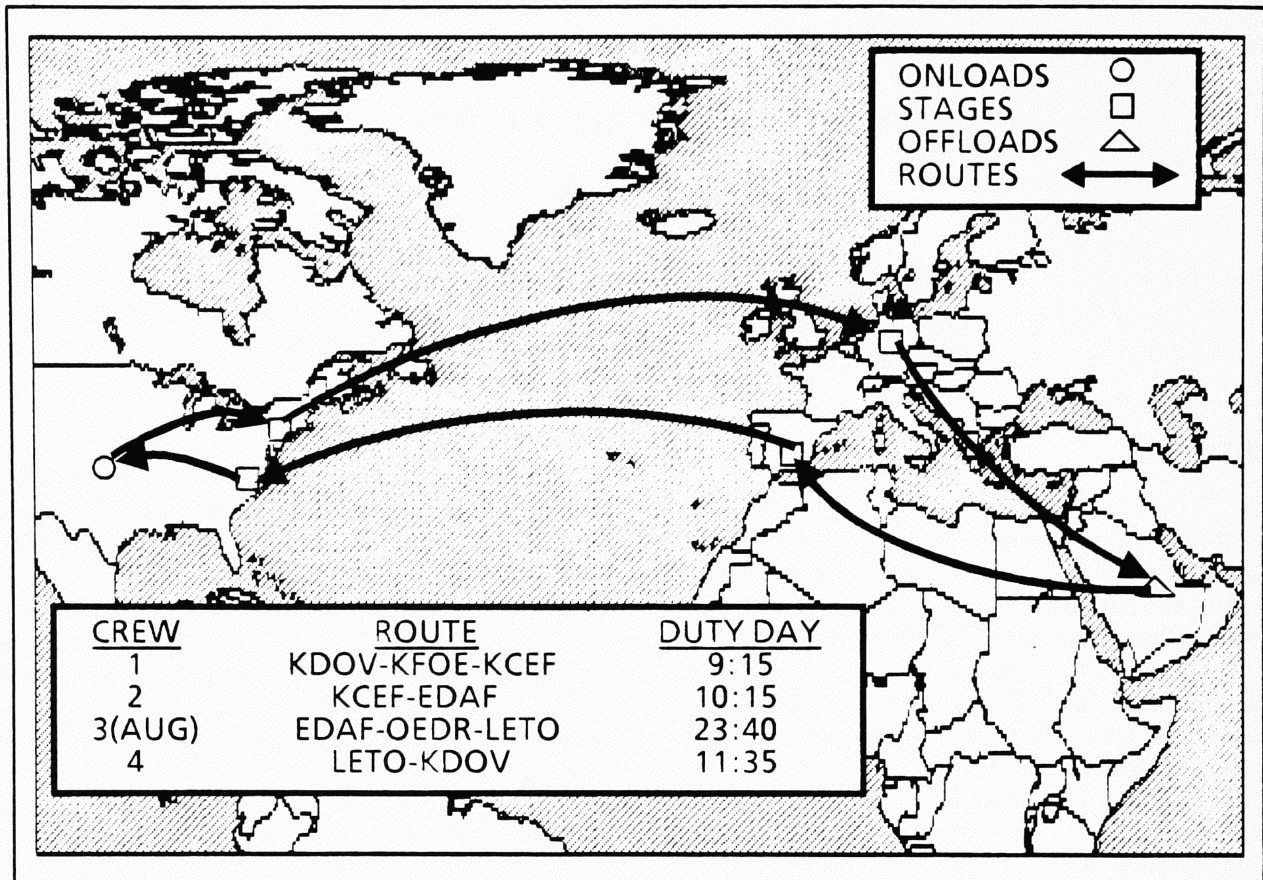 ONLOADS
STAGES
OFFLOADS
ROUTES
CREW ROUTE DUTY DAY
1 KDOV-KFOE-KCEF 9:15
2 KCEF-EDAF 10:15
3(AUG) EDAF-OEDR-LETO 23:40
4 LETO-KDOV 11:35